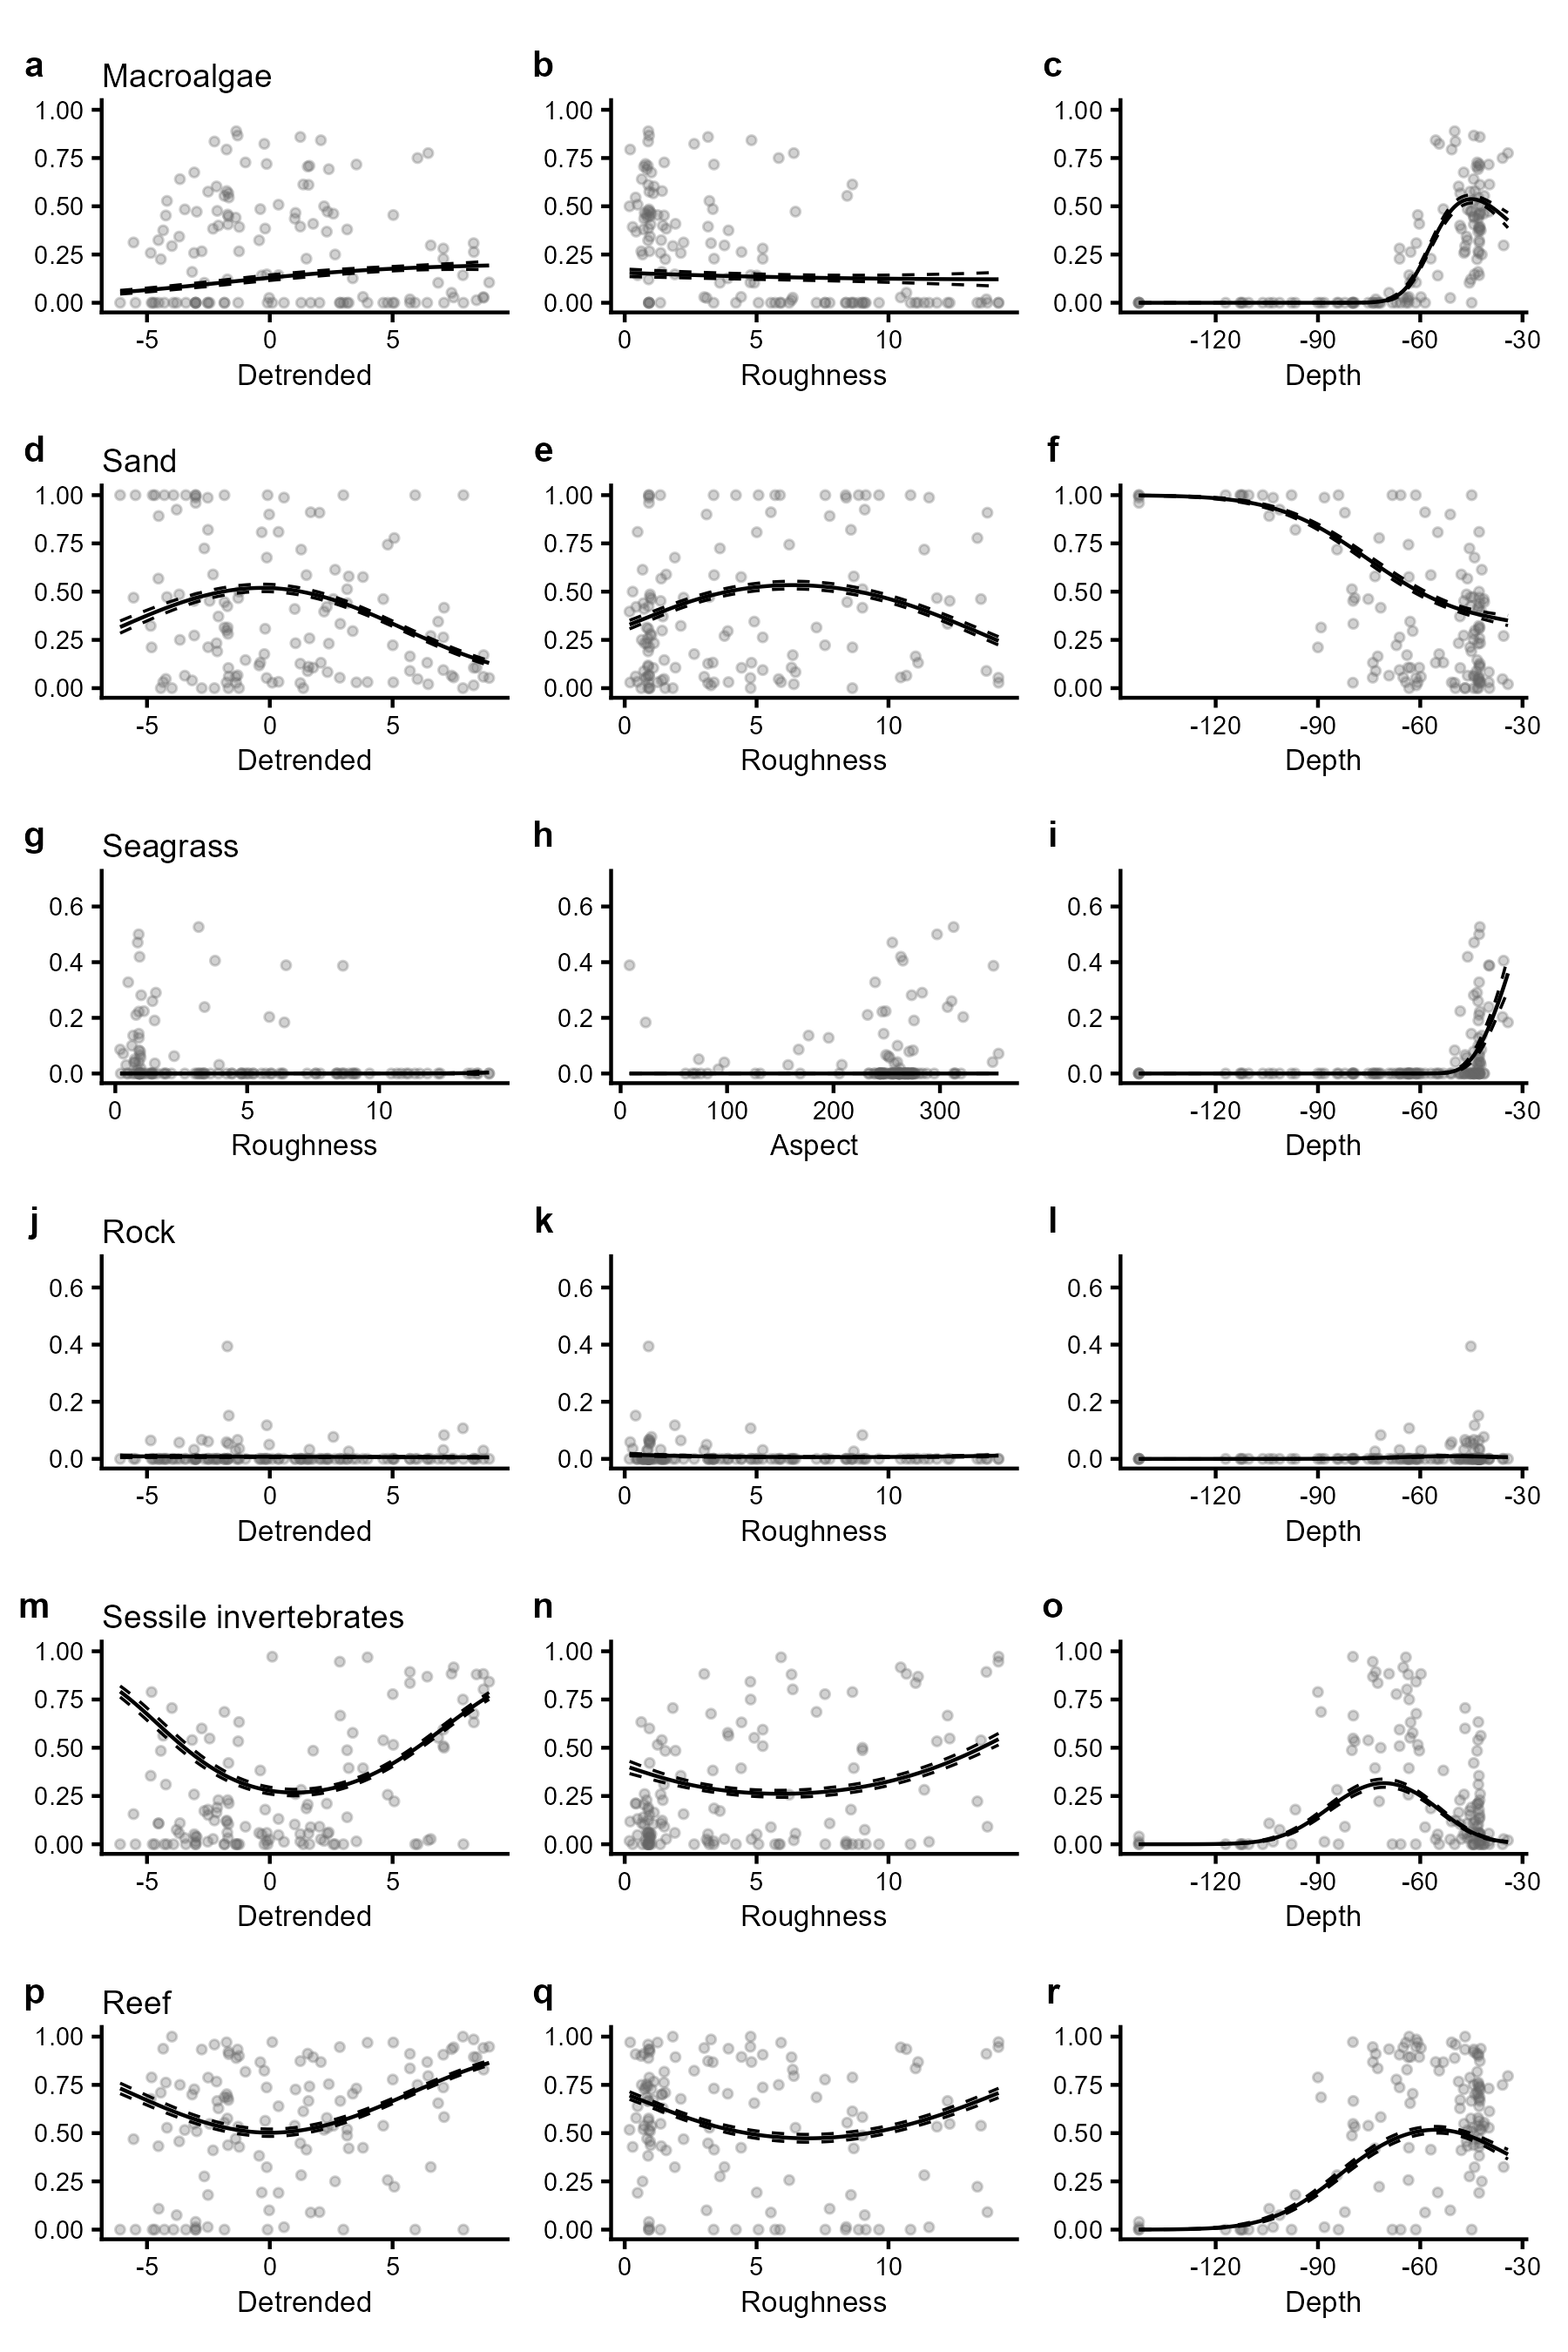 a Macroalgae b c
1.00 1.00 1.00
0.75 0.75 0.75
0.50 0.50 0.50
0.25 0.25 0.25
0.00 0.00 0.00
-5 0 5 0 5 10 -120 -90 -60 -30
Detrended Roughness Depth
d Sand e f
1.00 1.00 1.00
0.75 0.75 0.75
0.50 0.50 0.50
0.25 0.25 0.25
0.00 0.00 0.00
-5 0 5 0 5 10 -120 -90 -60 -30
Detrended Roughness Depth
g Seagrass h i
0.6 0.6 0.6
0.4 0.4 0.4
0.2 0.2 0.2
0.0 0.0 0.0
0 5 10 0 100 200 300 -120 -90 -60 -30
Roughness Aspect Depth
j Rock k l
0.6 0.6 0.6
0.4 0.4 0.4
0.2 0.2 0.2
0.0 0.0 0.0
-5 0 5 0 5 10 -120 -90 -60 -30
Detrended Roughness Depth
m Sessile invertebrates n o
1.00 1.00 1.00
0.75 0.75 0.75
0.50 0.50 0.50
0.25 0.25 0.25
0.00 0.00 0.00
-5 0 5 0 5 10 -120 -90 -60 -30
Detrended Roughness Depth
p Reef q r
1.00 1.00 1.00
0.75 0.75 0.75
0.50 0.50 0.50
0.25 0.25 0.25
0.00 0.00 0.00
-5 0 5 0 5 10 -120 -90 -60 -30
Detrended Roughness Depth